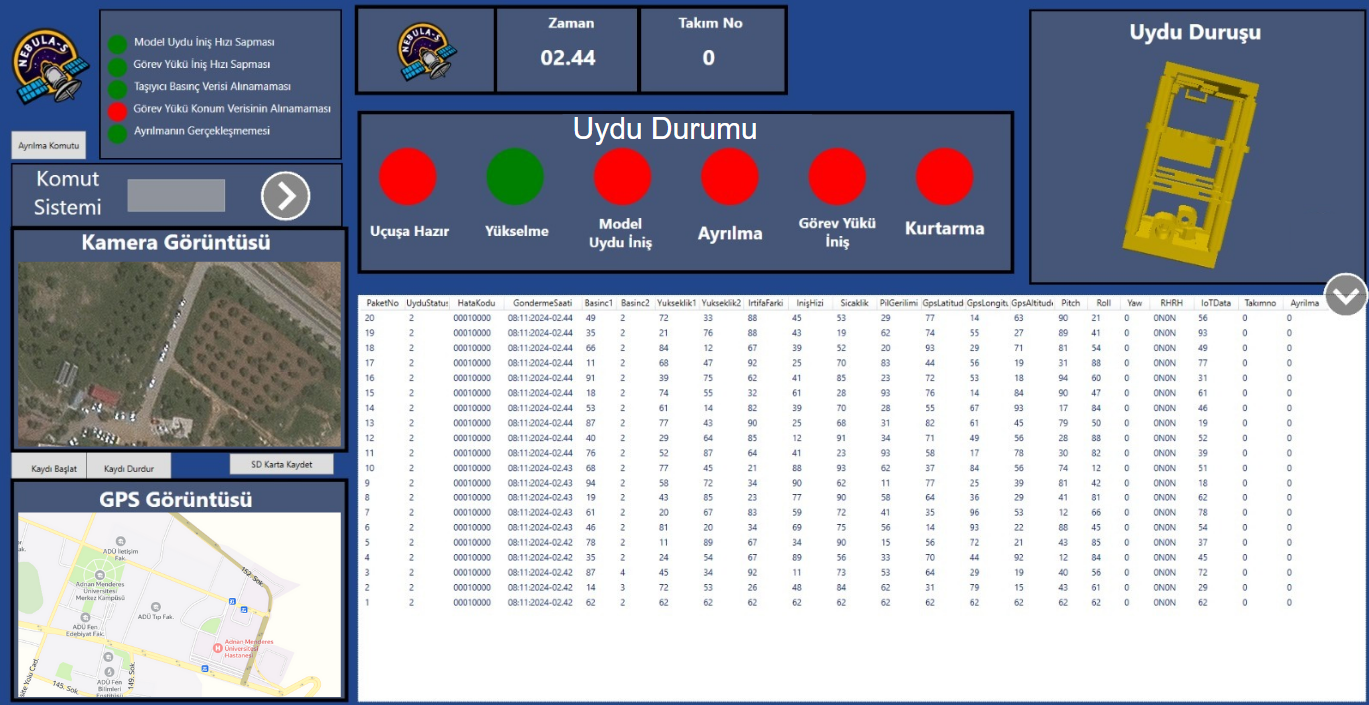 NEBULA-S
Model Uydu İniş Hızı Sapması
Görev Yükü İniş Hızı Sapması
Taşıyıcı Basınç Verisi Alınamaması
Görev Yükü Konum Verisinin Alınamaması
Ayrılmanın Gerçekleşmemesi
Ayrılma Komutu
Komut
Sistemi
Kamera Görüntüsü
Kaydı Başlat Kaydı Durdur SD Karta Kaydet
GPS Görüntüsü
ADÜ İletişim
Fak.
Adnan Menderes
Üniversitesi
Merkez Kampüsü
ADÜ Tıp Fak.
ADÜ Fen
Edebiyat Fak.
152. Sok.
Adnan Menderes
Üniversitesi
Hastanesi
ADÜ Fen
Bilimleri
Enstitüsü
149. Sok.
145. Sok.
NEBULA-S
Zaman
02.44
Takım No
0
Uydu Durumu
Uçuşa Hazır
Yükselme
Model
Uydu İniş
Ayrılma
Görev Yükü
İniş
Kurtarma
Uydu Duruşu
PaketNo UyduStatus HataKodu GondermeSaati Basinc1 Basinc2 Yukseklik1 Yukseklik2 IrtifaFarki InişHizi Sicaklik PilGerilimi GpsLatitud GpsLongitu GpsAltitude Pitch Roll Yaw RHRH IoTData Takımno Ayrilma
20 2 00010000 08:11:2024-02.44 49 2 72 33 88 45 53 29 77 14 63 90 21 0 0N0N 56 0 0
19 2 00010000 08:11:2024-02.44 35 2 21 76 88 43 19 62 74 55 27 89 41 0 0N0N 93 0 0
18 2 00010000 08:11:2024-02.44 66 2 84 12 67 39 52 20 93 29 71 81 54 0 0N0N 49 0 0
17 2 00010000 08:11:2024-02.44 11 2 68 47 92 25 70 83 44 56 19 31 88 0 0N0N 77 0 0
16 2 00010000 08:11:2024-02.44 91 2 39 75 62 41 85 23 72 53 18 94 60 0 0N0N 31 0 0
15 2 00010000 08:11:2024-02.44 18 2 74 55 32 61 28 93 76 14 84 90 47 0 0N0N 61 0 0
14 2 00010000 08:11:2024-02.44 53 2 61 14 82 39 70 28 55 67 93 17 84 0 0N0N 46 0 0
13 2 00010000 08:11:2024-02.44 87 2 77 43 90 25 68 31 82 61 45 79 50 0 0N0N 19 0 0
12 2 00010000 08:11:2024-02.44 40 2 29 64 85 12 91 34 71 49 56 28 88 0 0N0N 52 0 0
11 2 00010000 08:11:2024-02.44 76 2 52 87 64 41 23 93 58 17 78 30 82 0 0N0N 39 0 0
10 2 00010000 08:11:2024-02.43 68 2 77 45 21 88 93 62 37 84 56 74 12 0 0N0N 51 0 0
9 2 00010000 08:11:2024-02.43 94 2 58 72 34 90 62 11 77 25 39 81 42 0 0N0N 18 0 0
8 2 00010000 08:11:2024-02.43 19 2 43 85 23 77 90 58 64 36 29 41 81 0 0N0N 62 0 0
7 2 00010000 08:11:2024-02.43 61 2 20 67 83 59 72 41 35 96 53 12 66 0 0N0N 78 0 0
6 2 00010000 08:11:2024-02.43 46 2 81 20 34 69 75 56 14 93 22 88 45 0 0N0N 54 0 0
5 2 00010000 08:11:2024-02.42 78 2 11 89 67 34 90 15 56 72 21 43 85 0 0N0N 37 0 0
4 2 00010000 08:11:2024-02.42 35 2 24 54 67 89 56 33 70 44 92 12 84 0 0N0N 45 0 0
3 2 00010000 08:11:2024-02.42 87 4 45 34 92 11 73 53 64 29 19 40 56 0 0N0N 72 0 0
2 2 00010000 08:11:2024-02.42 14 3 72 53 26 48 84 62 31 79 15 43 61 0 0N0N 29 0 0
1 2 00010000 08:11:2024-02.42 62 2 62 62 62 62 62 62 62 62 62 62 62 0 0N0N 62 0 0